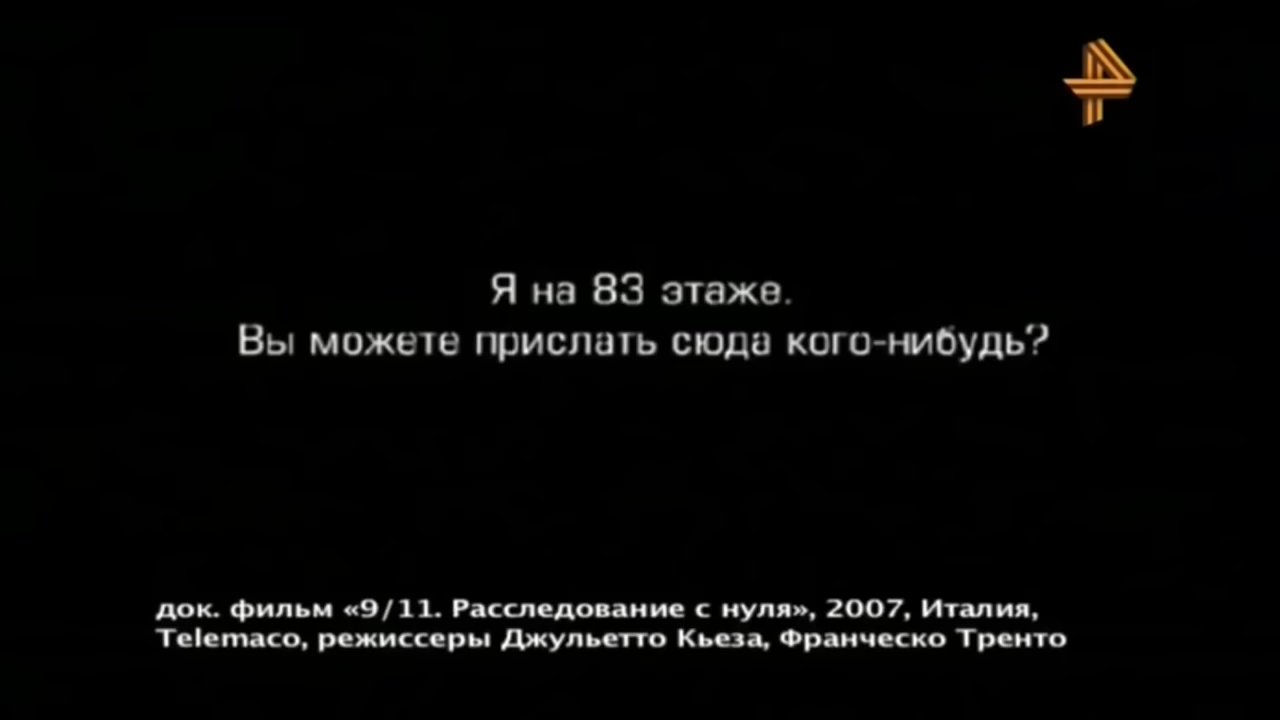 Я на 83 этаже.
Вы можете прислать сюда кого-нибудь?
док. фильм «9/11. Расследование с нуля», 2007, Италия,
Telemaco, режиссеры Джульетто Кьеза, Франческо Тренто